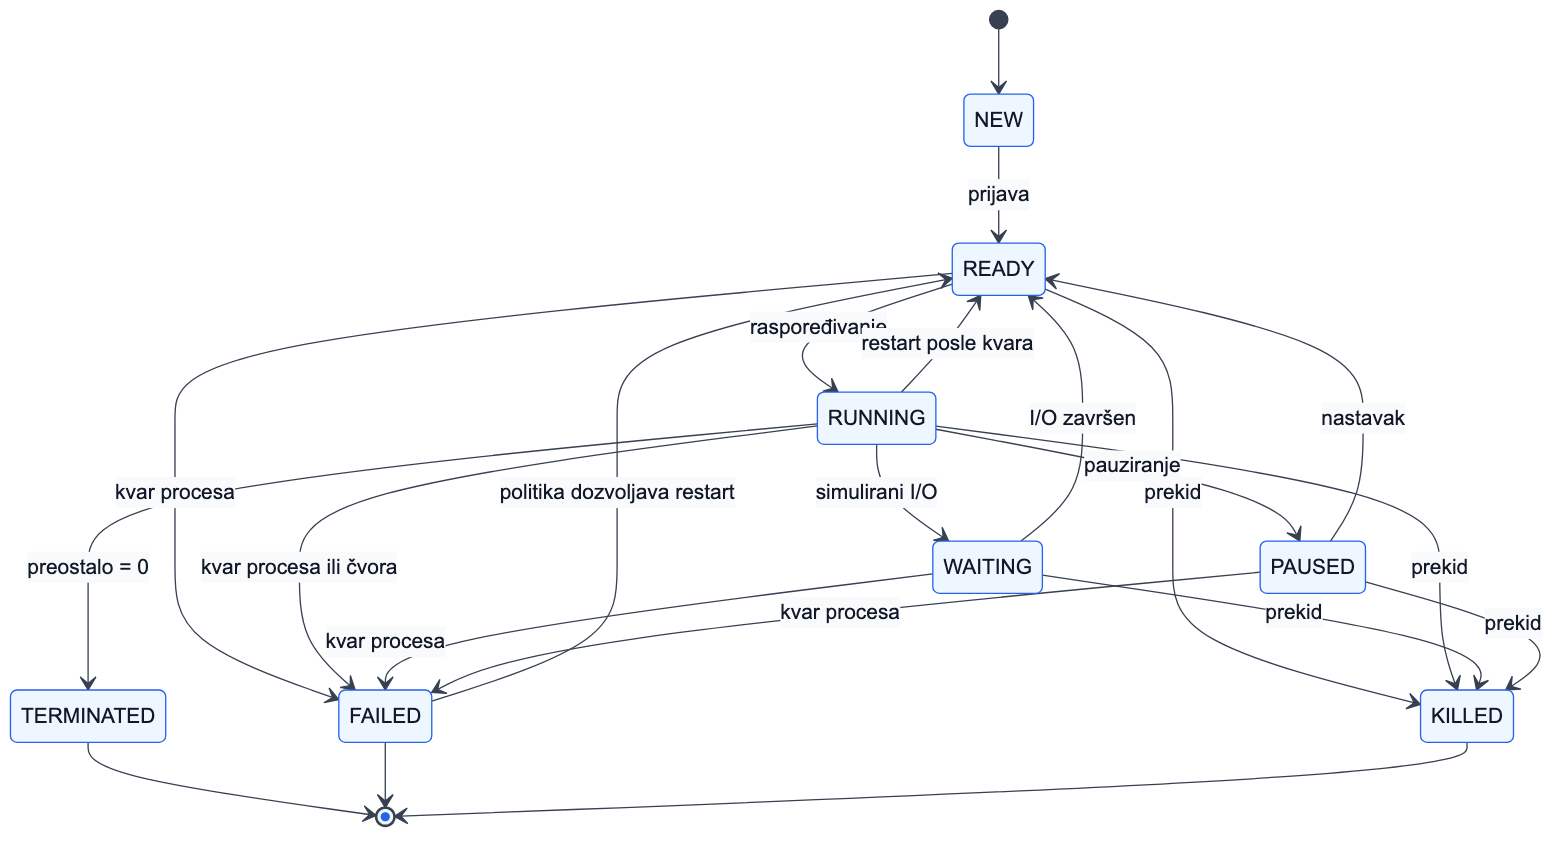 NEW
prijava
READY
raspoređivanje
restart posle kvara
RUNNING
I/O završen
nastavak
pauziranje
kvar procesa
politika dozvoljava restart
simulirani I/O
prekid
preostalo = 0
kvar procesa ili čvora
WAITING
PAUSED
prekid
kvar procesa
prekid
prekid
kvar procesa
TERMINATED
FAILED
KILLED